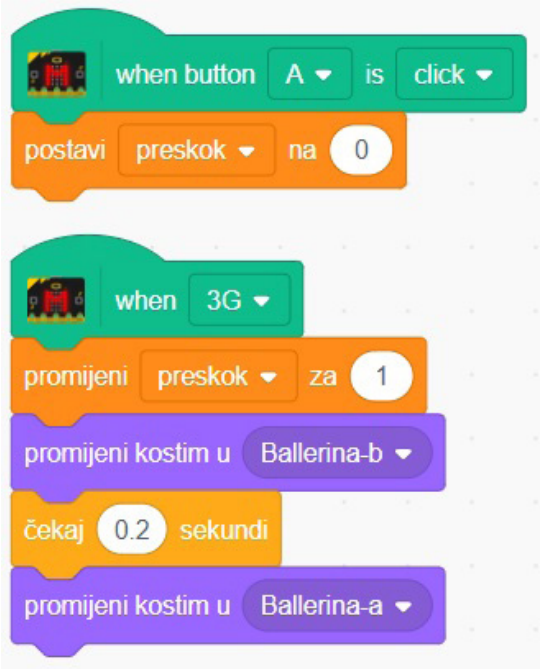 when button A is click
postavi preskok na 0
when 3G
promijeni preskok za 1
promijeni kostim u Ballerina-b
čekaj 0.2 sekundi
promijeni kostim u Ballerina-a